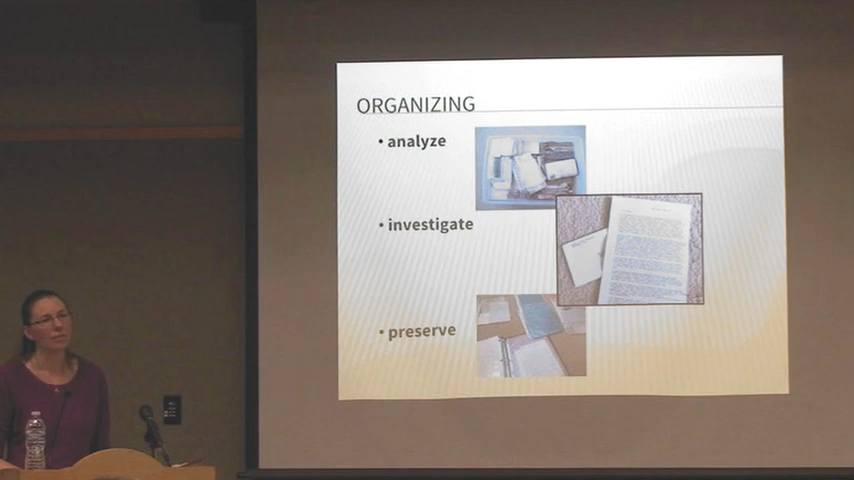 ORGANIZING
• analyze
• investigate
• preserve